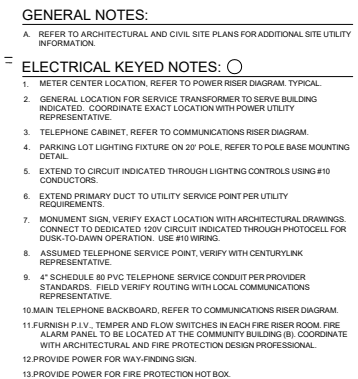 GENERAL NOTES:
A. REFER TO ARCHITECTURAL AND CIVIL SITE PLANS FOR ADDITIONAL SITE UTILITY
INFORMATION.
ELECTRICAL KEYED NOTES:
1. METER CENTER LOCATION, REFER TO POWER RISER DIAGRAM. TYPICAL.
2. GENERAL LOCATION FOR SERVICE TRANSFORMER TO SERVE BUILDING
INDICATED. COORDINATE EXACT LOCATION WITH POWER UTILITY
REPRESENTATIVE.
3. TELEPHONE CABINET, REFER TO COMMUNICATIONS RISER DIAGRAM.
4. PARKING LOT LIGHTING FIXTURE ON 20' POLE, REFER TO POLE BASE MOUNTING
DETAIL.
5. EXTEND TO CIRCUIT INDICATED THROUGH LIGHTING CONTROLS USING #10
CONDUCTORS.
6. EXTEND PRIMARY DUCT TO UTILITY SERVICE POINT PER UTILITY
REQUIREMENTS.
7. MONUMENT SIGN, VERIFY EXACT LOCATION WITH ARCHITECTURAL DRAWINGS.
CONNECT TO DEDICATED 120V CIRCUIT INDICATED THROUGH PHOTOCELL FOR
DUSK-TO-DAWN OPERATION. USE #10 WIRING.
8. ASSUMED TELEPHONE SERVICE POINT, VERIFY WITH CENTURYLINK
REPRESENTATIVE.
9. 4" SCHEDULE 80 PVC TELEPHONE SERVICE CONDUIT PER PROVIDER
STANDARDS. FIELD VERIFY ROUTING WITH LOCAL COMMUNICATIONS
REPRESENTATIVE.
10.MAIN TELEPHONE BACKBOARD, REFER TO COMMUNICATIONS RISER DIAGRAM.
11.FURNISH P.I.V., TEMPER AND FLOW SWITCHES IN EACH FIRE RISER ROOM. FIRE
ALARM PANEL TO BE LOCATED AT THE COMMUNITY BUILDING (B). COORDINATE
WITH ARCHITECTURAL AND FIRE PROTECTION DESIGN PROFESSIONAL.
12.PROVIDE POWER FOR WAY-FINDING SIGN.
13.PROVIDE POWER FOR FIRE PROTECTION HOT BOX.